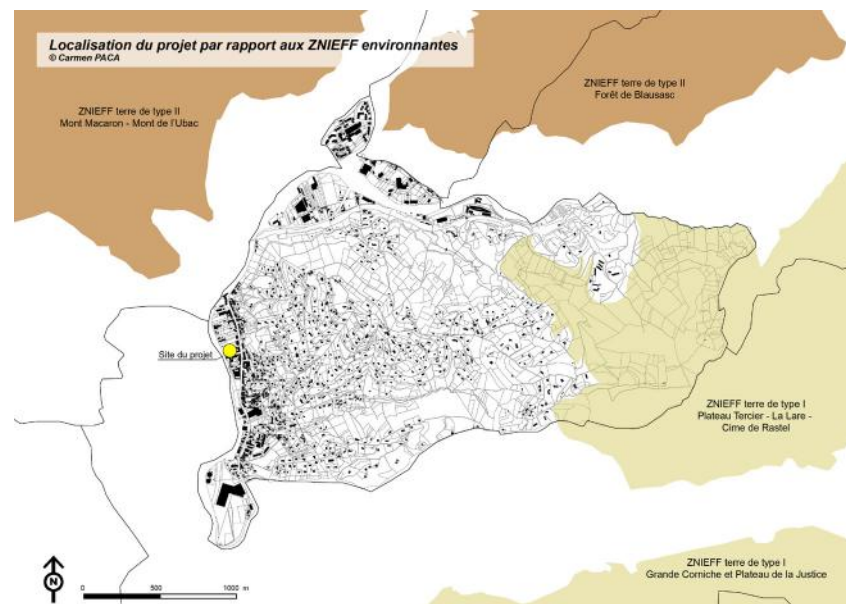 Localisation du projet par rapport aux ZNIEFF environnantes
© Carmen PACA
ZNIEFF terre de type II
Mont Macaron - Mont de l'Ubac
ZNIEFF terre de type II
Forêt de Blausasc
Site du projet
ZNIEFF terre de type I
Plateau Tercier - La Lare -
Cime de Rastel
ZNIEFF terre de type I
Grande Corniche et Plateau de la Justice
N
0 500 1000 m